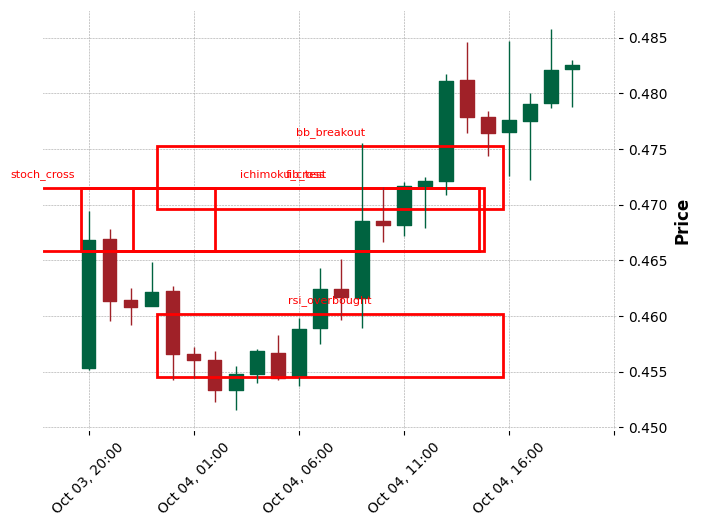 0.485
0.480
bb_breakout
0.475
stoch_cross
0.470
0.465
Price
rsi_overbought
0.460
0.455
0.450
Oct 03, 20:00
Oct 04, 01:00
Oct 04, 06:00
Oct 04, 11:00
Oct 04, 16:00